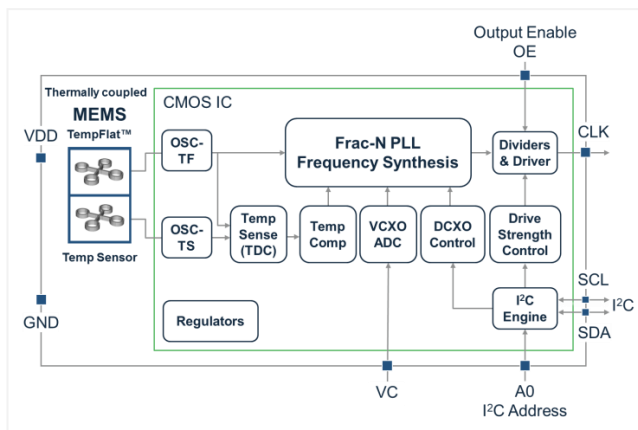 Output Enable
OE
Thermally coupled
MEMS
TempFlat™
CMOS IC
VDD
CLK
OSC-
TF
Frac-N PLL
Frequency Synthesis
Dividers
& Driver
OSC-
TS
Temp
Sense
(TDC)
Temp
Comp
VCXO
ADC
DCXO
Control
Drive
Strength
Control
Temp Sensor
SCL
I²C
SDA
I²C
Engine
GND
Regulators
VC
A0
I²C Address